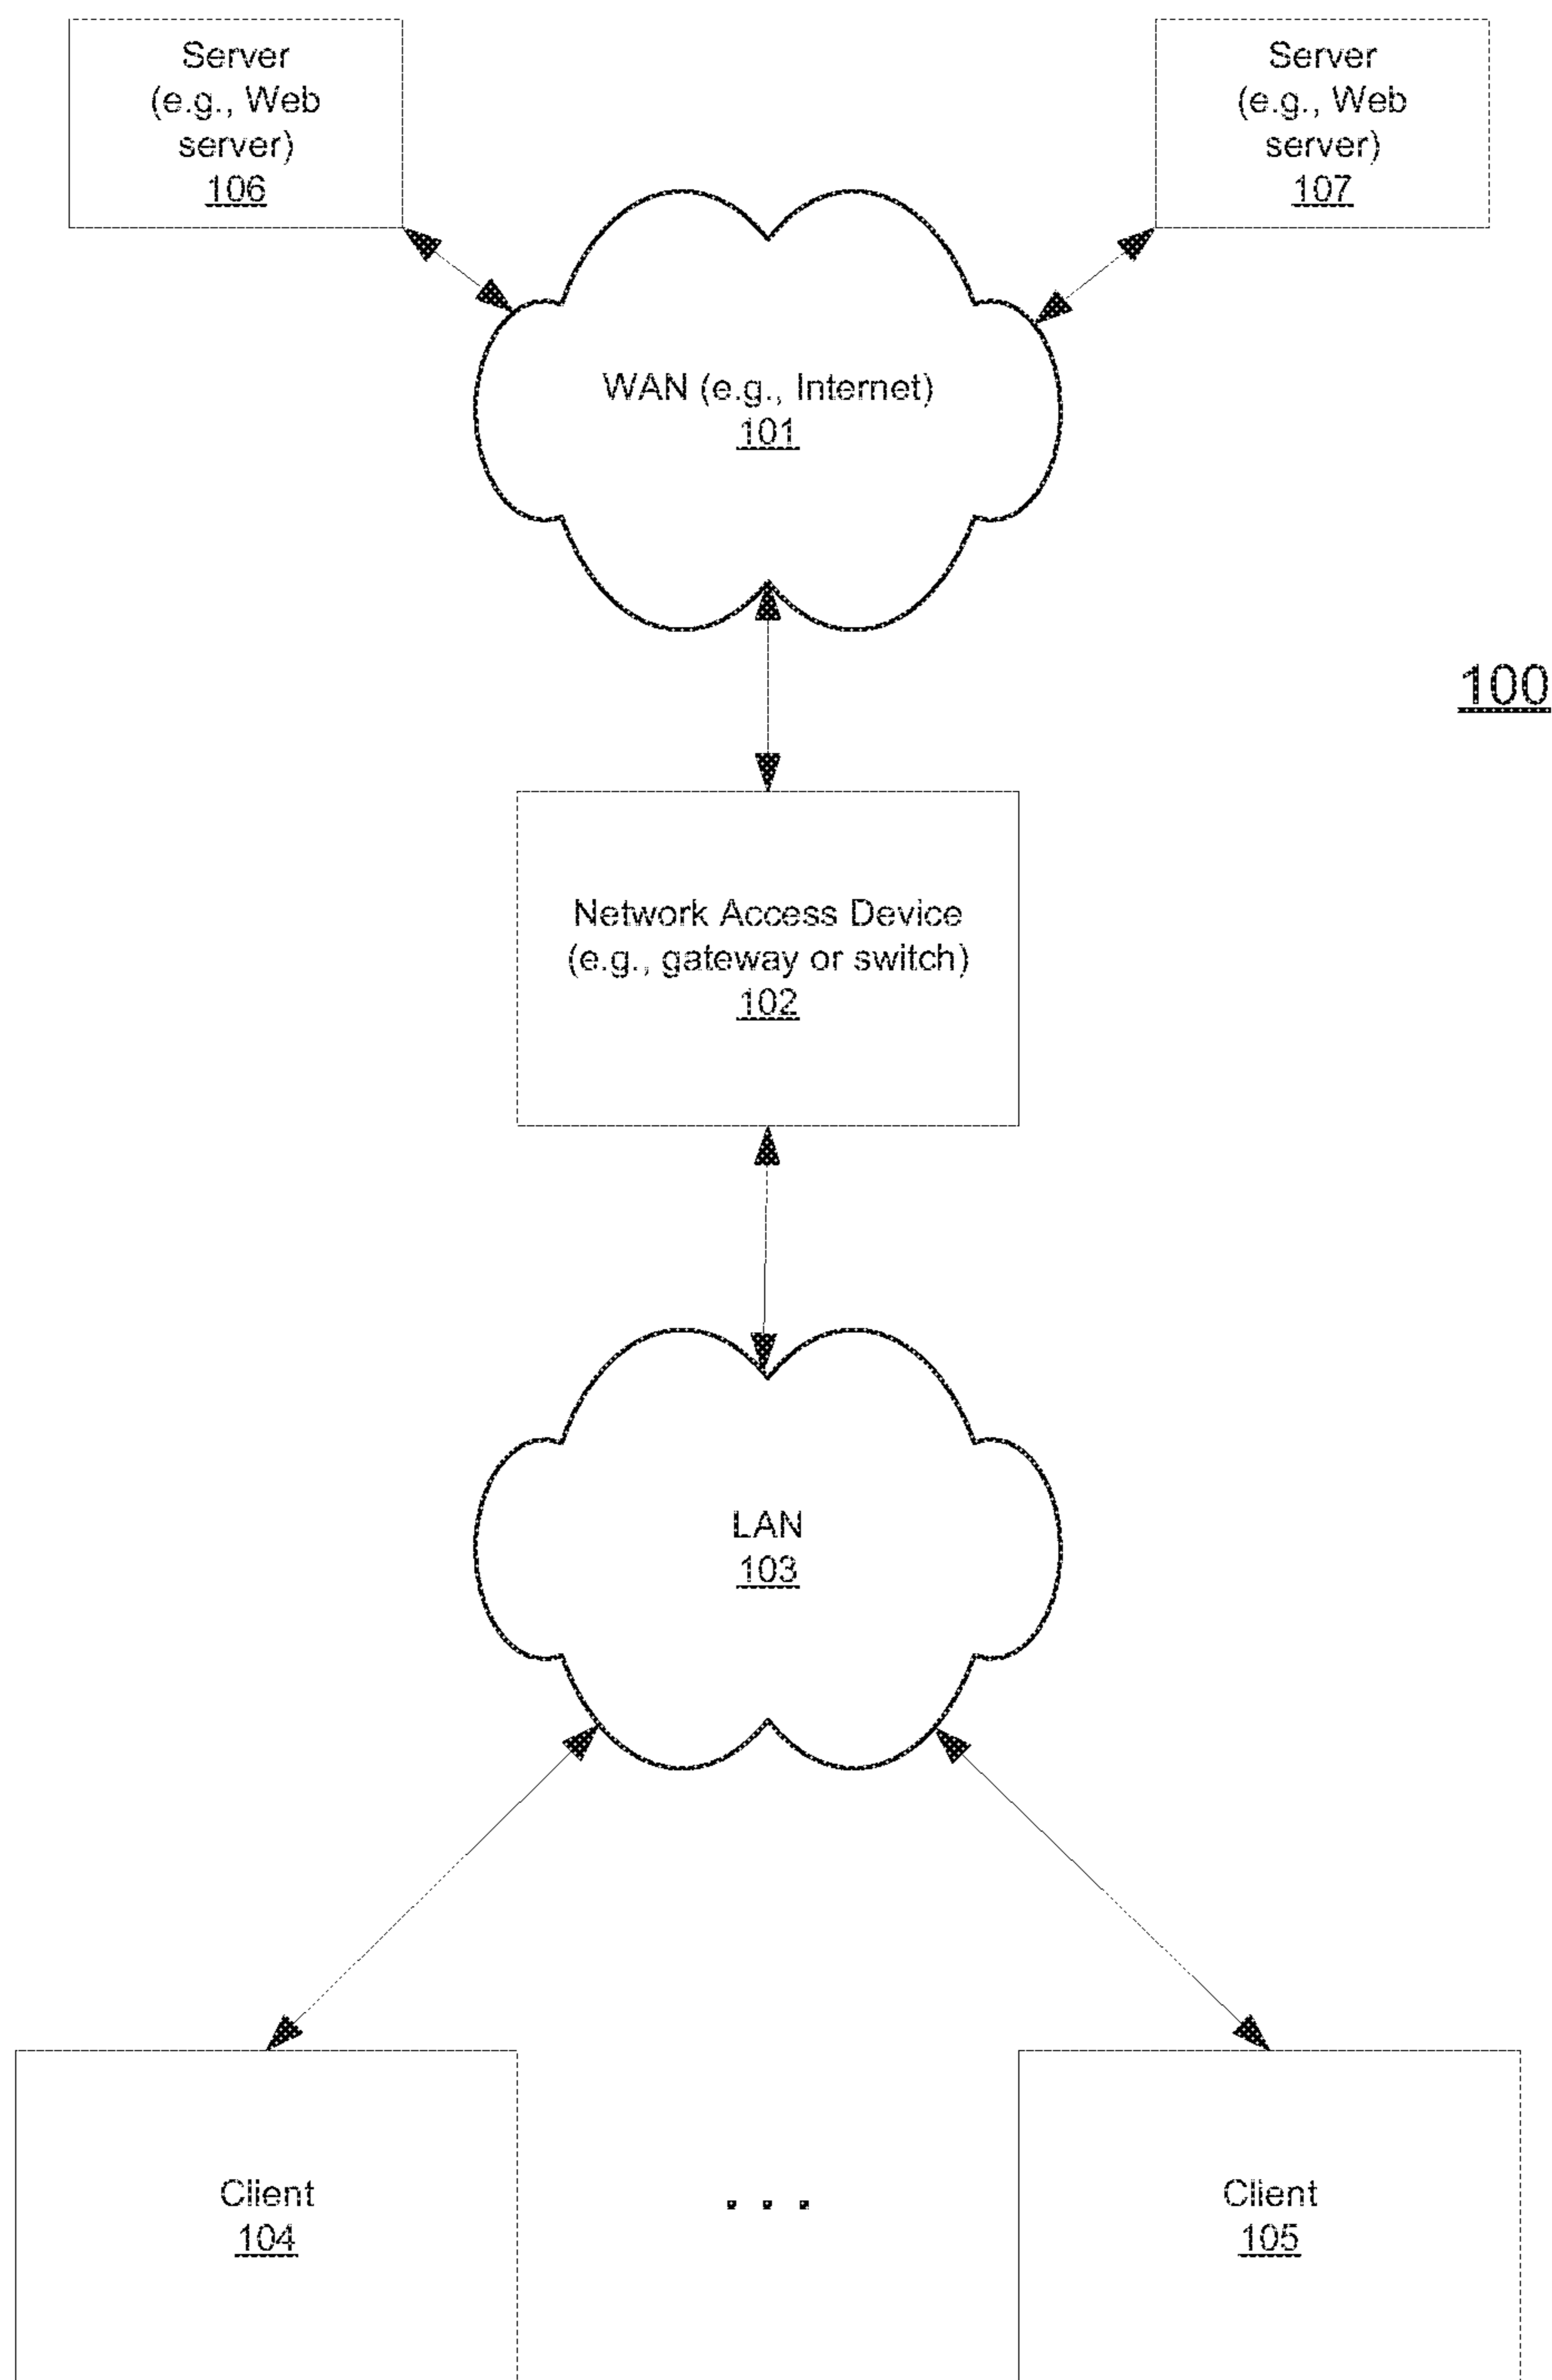 Server
(e.g., Web
server)
106
Server
(e.g., Web
server)
107
WAN (e.g., Internet)
101
100
Network Access Device
(e.g., gateway or switch)
102
LAN
103
Client
104
. . .
Client
105